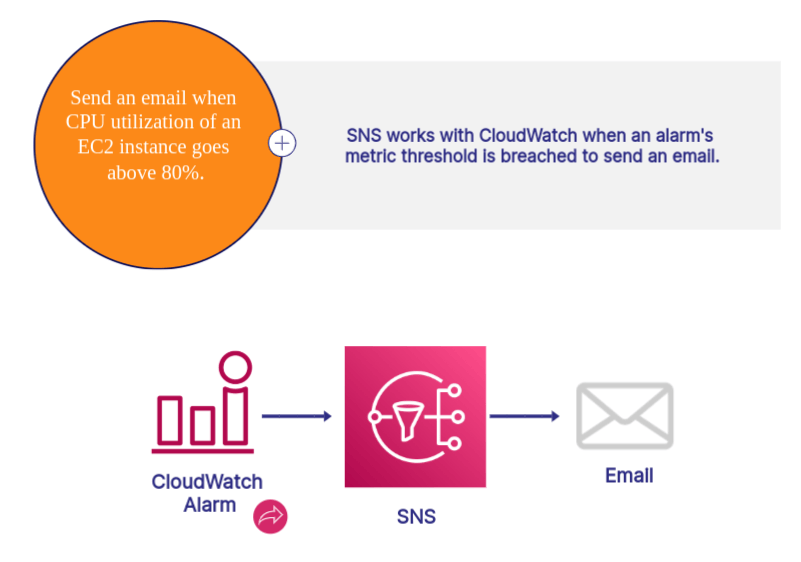 Send an email when
CPU utilization of an
EC2 instance goes
above 80%.
SNS works with CloudWatch when an alarm's
metric threshold is breached to send an email.
CloudWatch
Alarm
SNS
Email